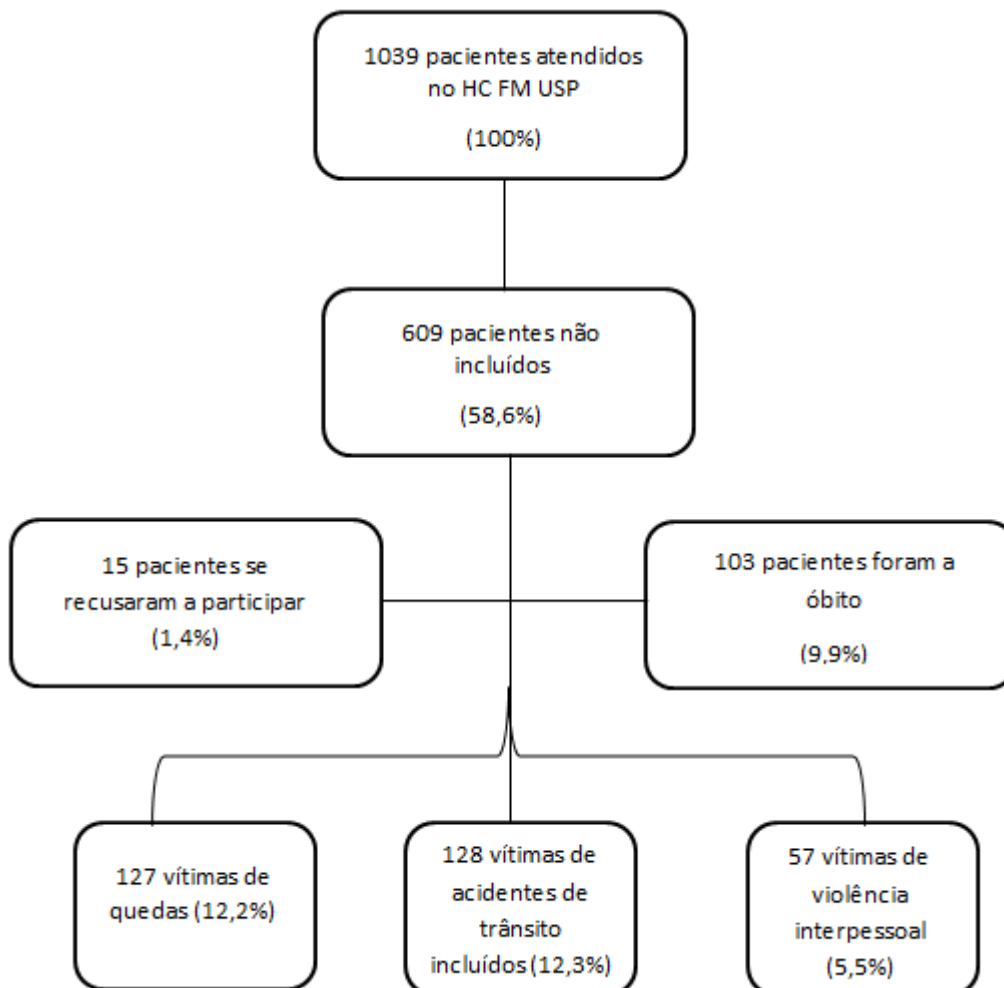 1039 pacientes atendidos
no HC FM USP
(100%)
609 pacientes não
incluídos
(58,6%)
15 pacientes se
recusaram a participar
(1,4%)
103 pacientes foram a
óbito
(9,9%)
127 vítimas de
quedas (12,2%)
128 vítimas de
acidentes de
trânsito
incluídos (12,3%)
57 vítimas de
violência
interpessoal
(5,5%)